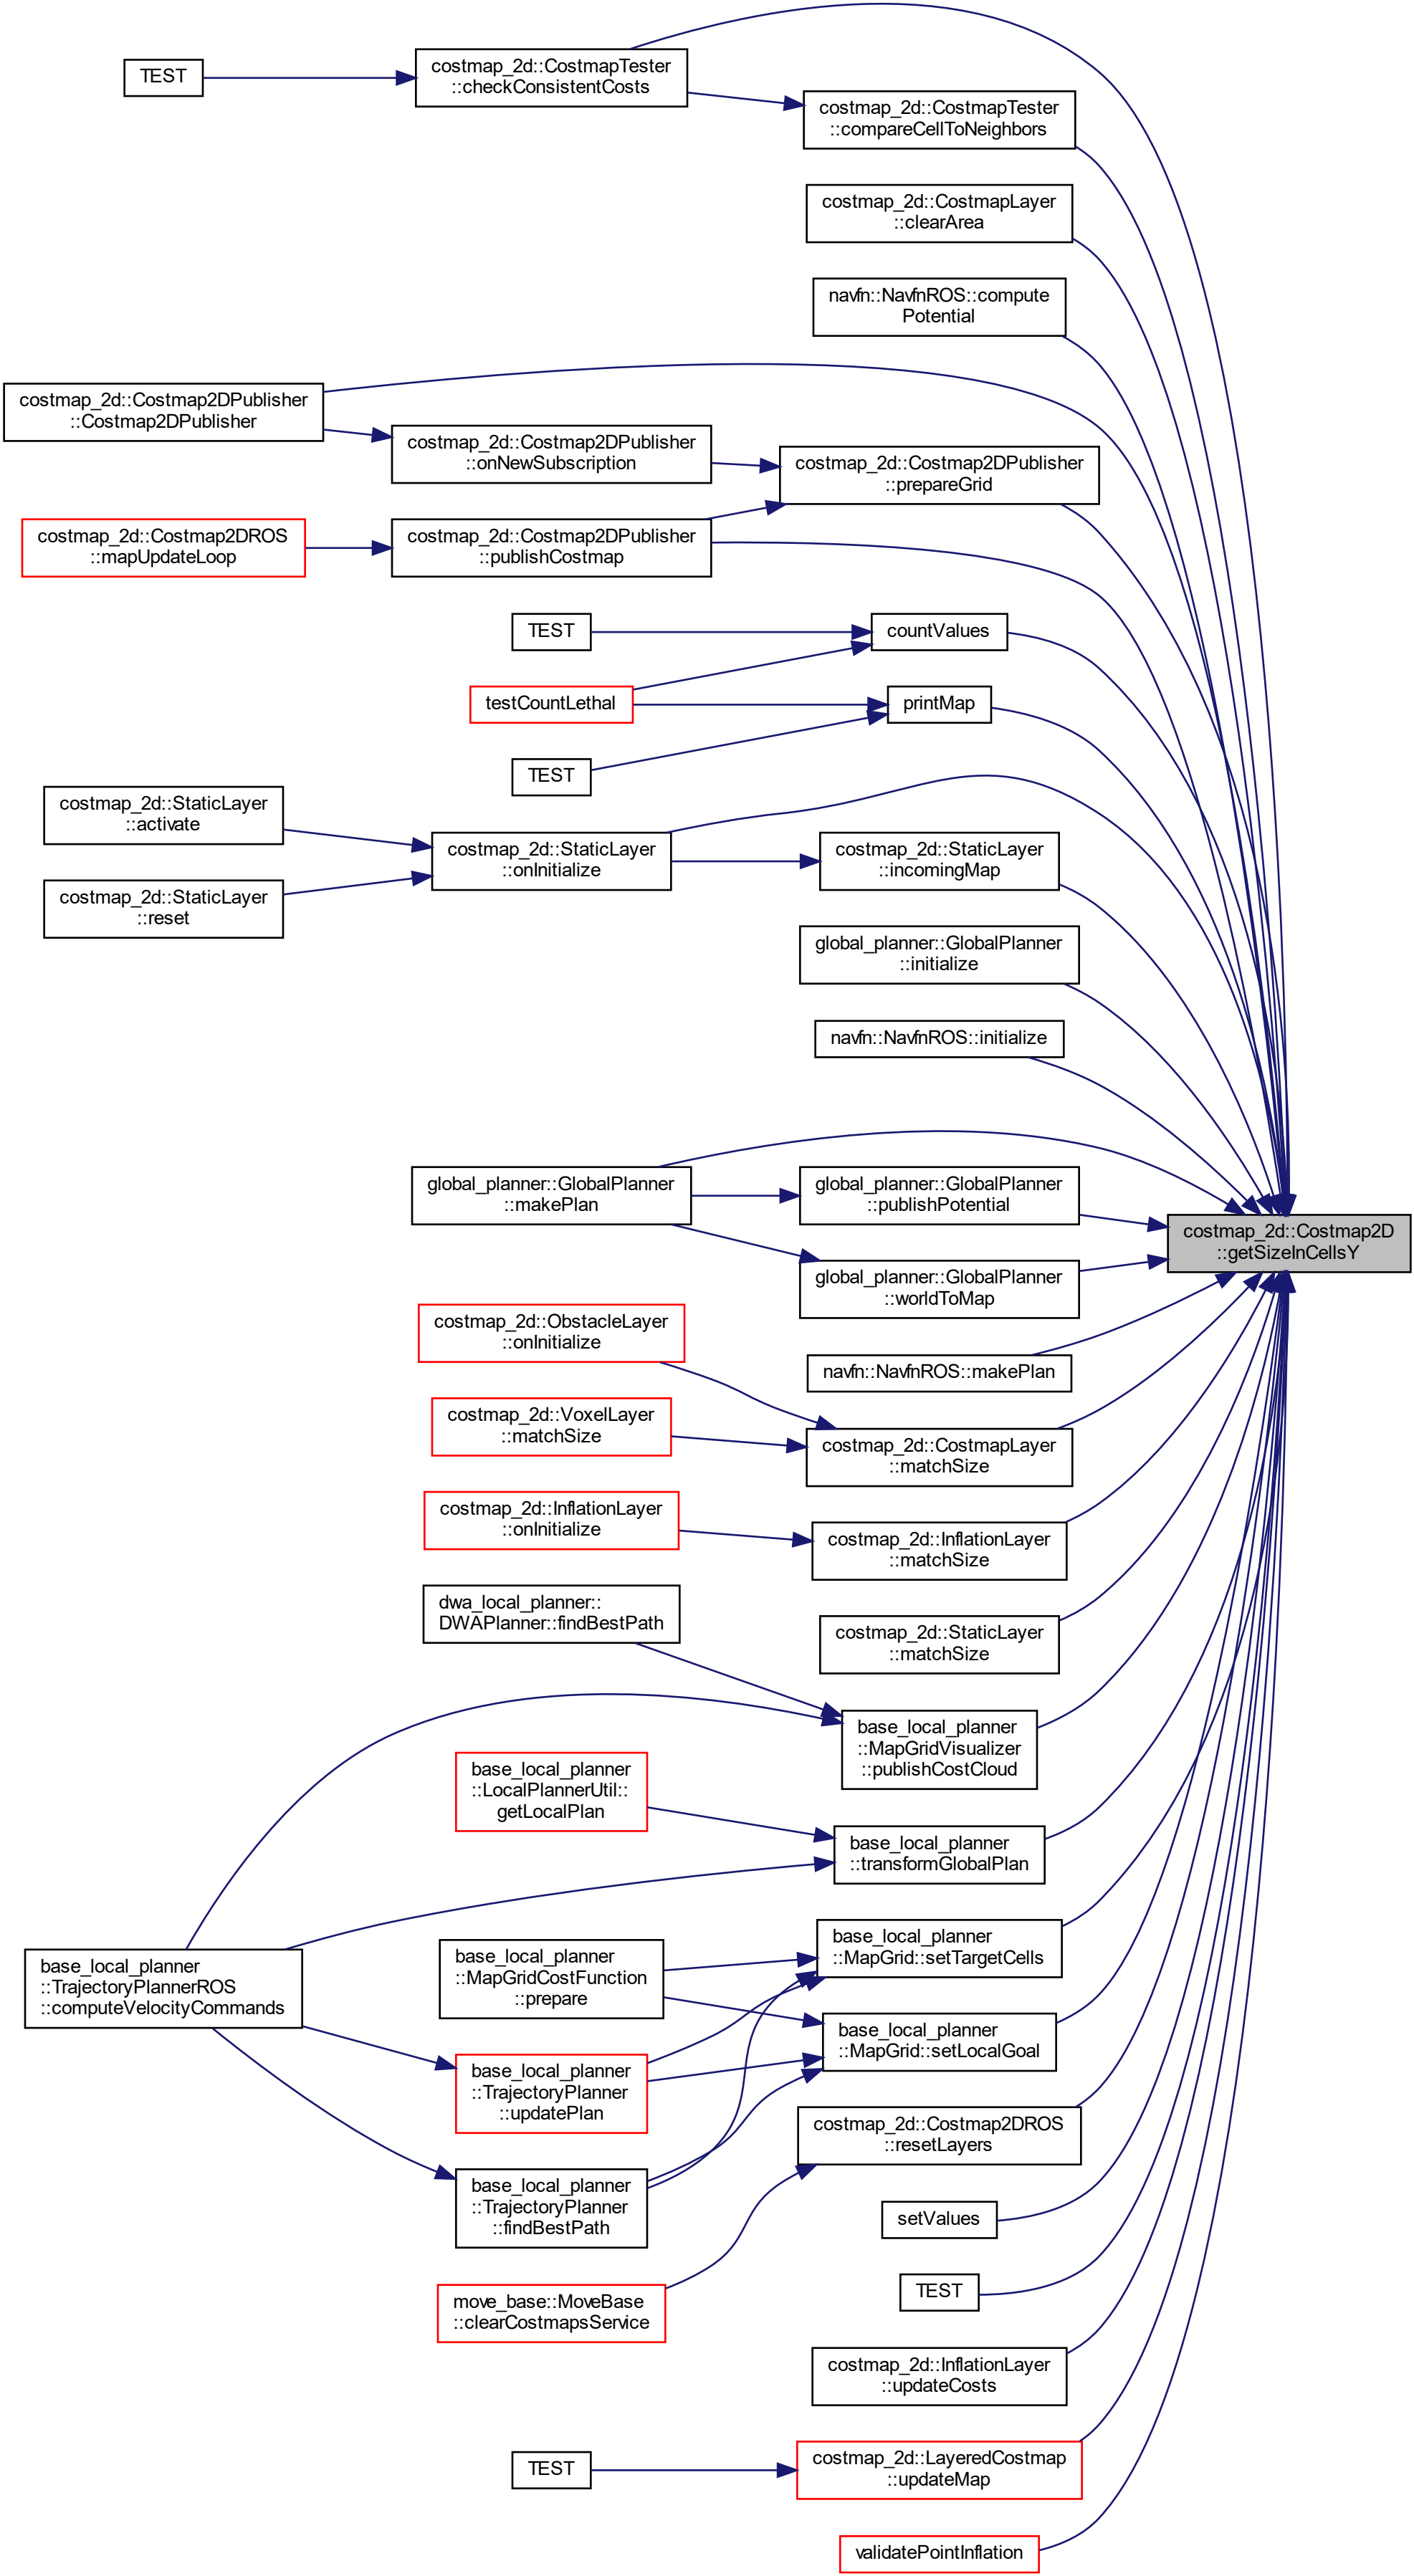 TEST
costmap_2d::CostmapTester
::checkConsistentCosts
costmap_2d::CostmapTester
::compareCellToNeighbors
costmap_2d::CostmapLayer
::clearArea
navfn::NavfnROS::compute
Potential
costmap_2d::Costmap2DPublisher
::Costmap2DPublisher
costmap_2d::Costmap2DPublisher
::onNewSubscription
costmap_2d::Costmap2DPublisher
::prepareGrid
costmap_2d::Costmap2DROS
::mapUpdateLoop
costmap_2d::Costmap2DPublisher
::publishCostmap
TEST
countValues
testCountLethal
printMap
TEST
costmap_2d::StaticLayer
::activate
costmap_2d::StaticLayer
::onInitialize
costmap_2d::StaticLayer
::incomingMap
costmap_2d::StaticLayer
::reset
global_planner::GlobalPlanner
::initialize
navfn::NavfnROS::initialize
global_planner::GlobalPlanner
::makePlan
global_planner::GlobalPlanner
::publishPotential
costmap_2d::Costmap2D
::getSizeInCellsY
global_planner::GlobalPlanner
::worldToMap
costmap_2d::ObstacleLayer
::onInitialize
navfn::NavfnROS::makePlan
costmap_2d::VoxelLayer
::matchSize
costmap_2d::CostmapLayer
::matchSize
costmap_2d::InflationLayer
::onInitialize
costmap_2d::InflationLayer
::matchSize
dwa_local_planner::
DWAPlanner::findBestPath
costmap_2d::StaticLayer
::matchSize
base_local_planner
::MapGridVisualizer
::publishCostCloud
base_local_planner
::LocalPlannerUtil::
getLocalPlan
base_local_planner
::transformGlobalPlan
base_local_planner
::TrajectoryPlannerROS
::computeVelocityCommands
base_local_planner
::MapGridCostFunction
::prepare
base_local_planner
::MapGrid::setTargetCells
base_local_planner
::MapGrid::setLocalGoal
base_local_planner
::TrajectoryPlanner
::updatePlan
costmap_2d::Costmap2DROS
::resetLayers
base_local_planner
::TrajectoryPlanner
::findBestPath
setValues
TEST
move_base::MoveBase
::clearCostmapsService
costmap_2d::InflationLayer
::updateCosts
TEST
costmap_2d::LayeredCostmap
::updateMap
validatePointInflation